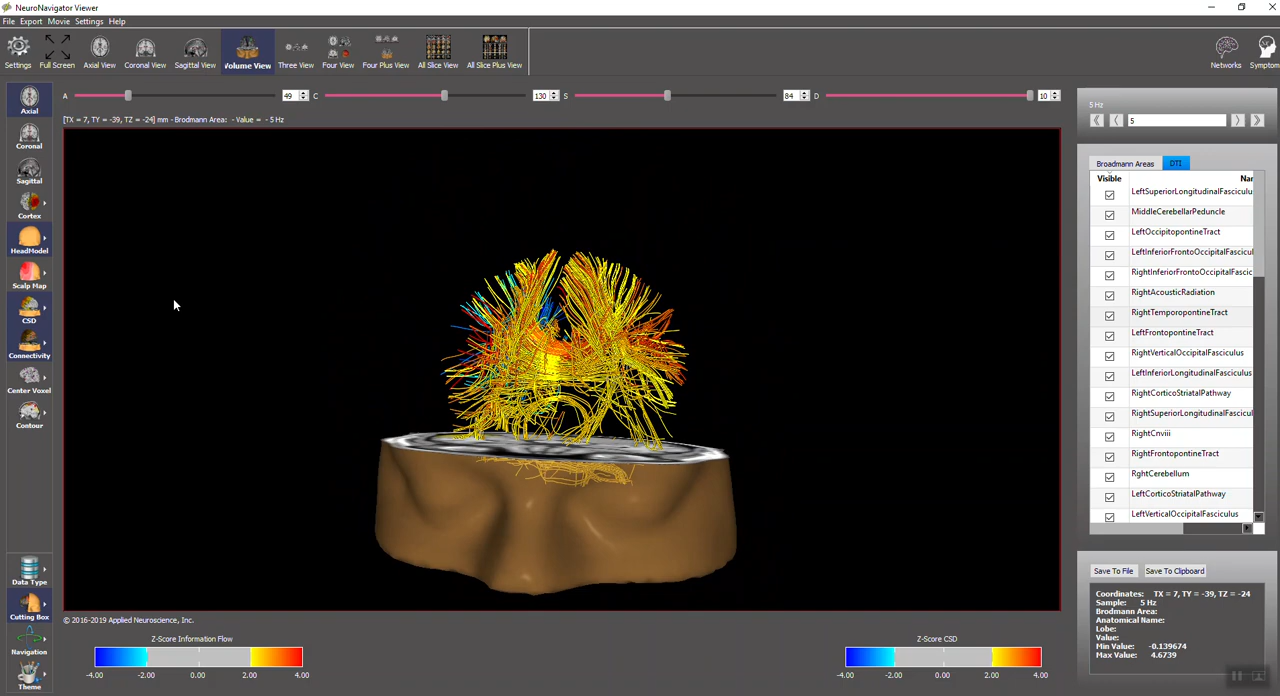 NeuroNavigator Viewer
File Export Movie Settings Help
Settings Full Screen Axial View Coronal View Sagittal View Volume View Three View Four View Four Plus View All Slice View All Slice Plus View Networks Symptom
A 49 C 130 S 84 D 10
[TX = 7, TY = -39, TZ = -24] mm - Brodmann Area: - Value = - 5 Hz
Axial
Coronal
Sagittal
Cortex
HeadModel
Scalp Map
CSD
Connectivity
Center Voxel
Contour
Data Type
Cutting Box
Navigation
Theme
5 Hz
5
Broadmann Areas DTI
Visible Nar
LeftSuperiorLongitudinalFasciculu
MiddleCerebellarPeduncle
LeftOccipitopontineTract
LeftInferiorFrontoOccipitalFascic
RightInferiorFrontoOccipitalFascic
RightAcousticRadiation
RightTemporopontineTract
LeftFrontopontineTract
RightVerticalOccipitalFasciculus
LeftInferiorLongitudinalFasciculus
RightCorticoStriatalPathway
RightSuperiorLongitudinalFascicul
RightCnviii
RightFrontopontineTract
RghtCerebellum
LeftCorticoStriatalPathway
LeftVerticalOccipitalFasciculus
Save To File Save To Clipboard
Coordinates: TX = 7, TY = -39, TZ = -24
Sample: 5 Hz
Brodmann Area:
Anatomical Name:
Lobe:
Value:
Min Value: -0.139674
Max Value: 4.6739
© 2016-2019 Applied Neuroscience, Inc.
Z-Score Information Flow
-4.00 -2.00 0.00 2.00 4.00
Z-Score CSD
-4.00 -2.00 0.00 2.00 4.00